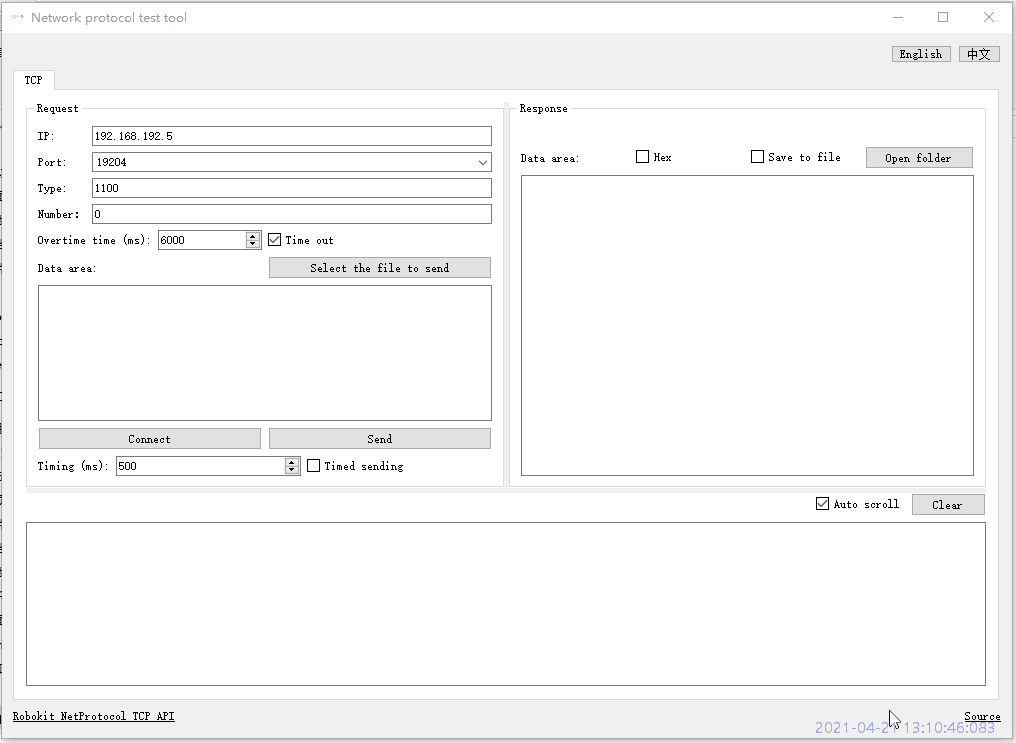 Network protocol test tool
English 中文
TCP
Request
IP: 192.168.192.5
Port: 19204
Type: 1100
Number: 0
Overtime time (ms): 6000 Time out
Data area: Select the file to send
Connect Send
Timing (ms): 500 Timed sending
Response
Data area: Hex Save to file Open folder
Auto scroll Clear
Robokit NetProtocol TCP API
Source
2021-04-21 13:10:46:083